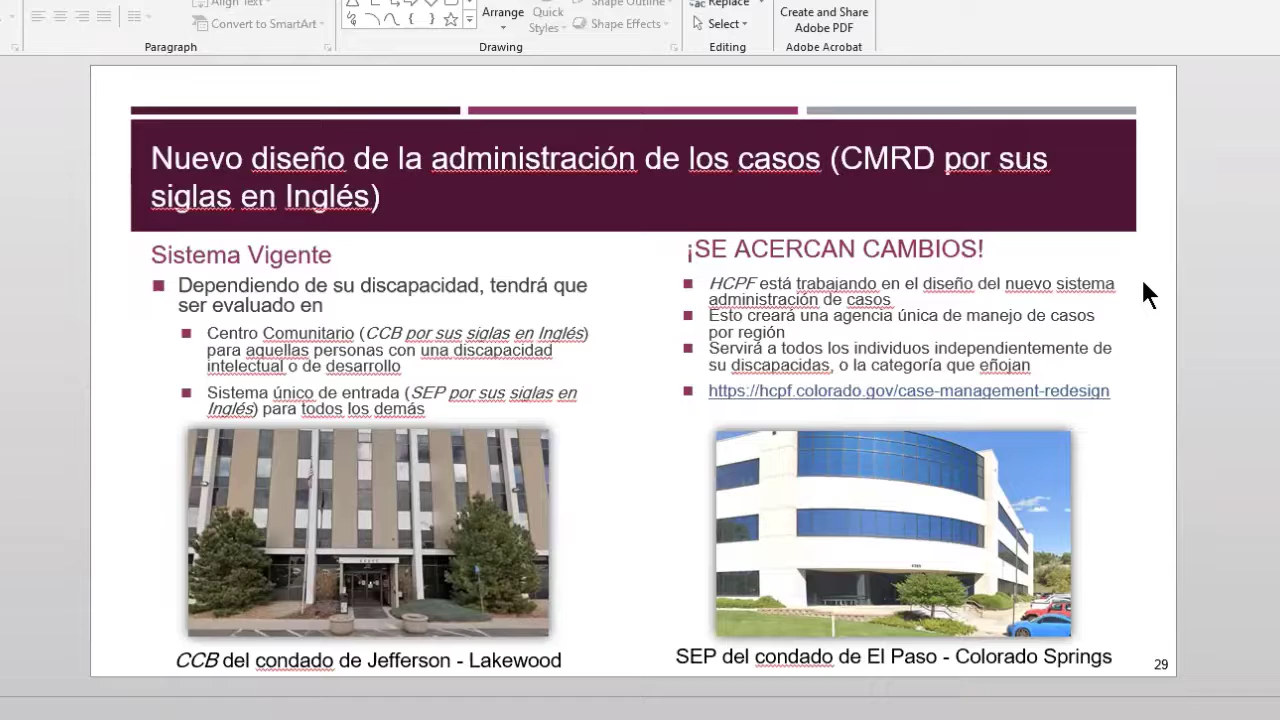 Align Text
Convert to SmartArt
Paragraph
Arrange
Quick
Styles
Shape Outline
Shape Effects
Drawing
Replace
Select
Editing
Create and Share
Adobe PDF
Adobe Acrobat
Nuevo diseño de la administración de los casos (CMRD por sus
siglas en Inglés)
Sistema Vigente
Dependiendo de su discapacidad, tendrá que
ser evaluado en
Centro Comunitario (CCB por sus siglas en Inglés)
para aquellas personas con una discapacidad
intelectual o de desarrollo
Sistema único de entrada (SEP por sus siglas en
Inglés) para todos los demás
CCB del condado de Jefferson - Lakewood
¡SE ACERCAN CAMBIOS!
HCPF está trabajando en el diseño del nuevo sistema
administración de casos
Esto creará una agencia única de manejo de casos
por región
Servirá a todos los individuos independientemente de
su discapacidas, o la categoría que eñojan
https://hcpf.colorado.gov/case-management-redesign
SEP del condado de El Paso - Colorado Springs
29